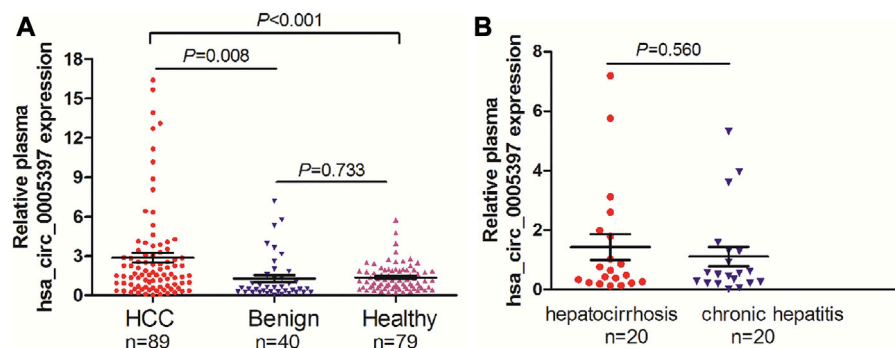 A
P<0.001
P=0.008
P=0.733
Relative plasma
hsa_circ_0005397 expression
18
15
12
9
6
3
0
HCC
Benign
Healthy
n=89
n=40
n=79
B
P=0.560
Relative plasma
hsa_circ_0005397 expression
8
6
4
2
0
hepatocirrhosis
chronic hepatitis
n=20
n=20